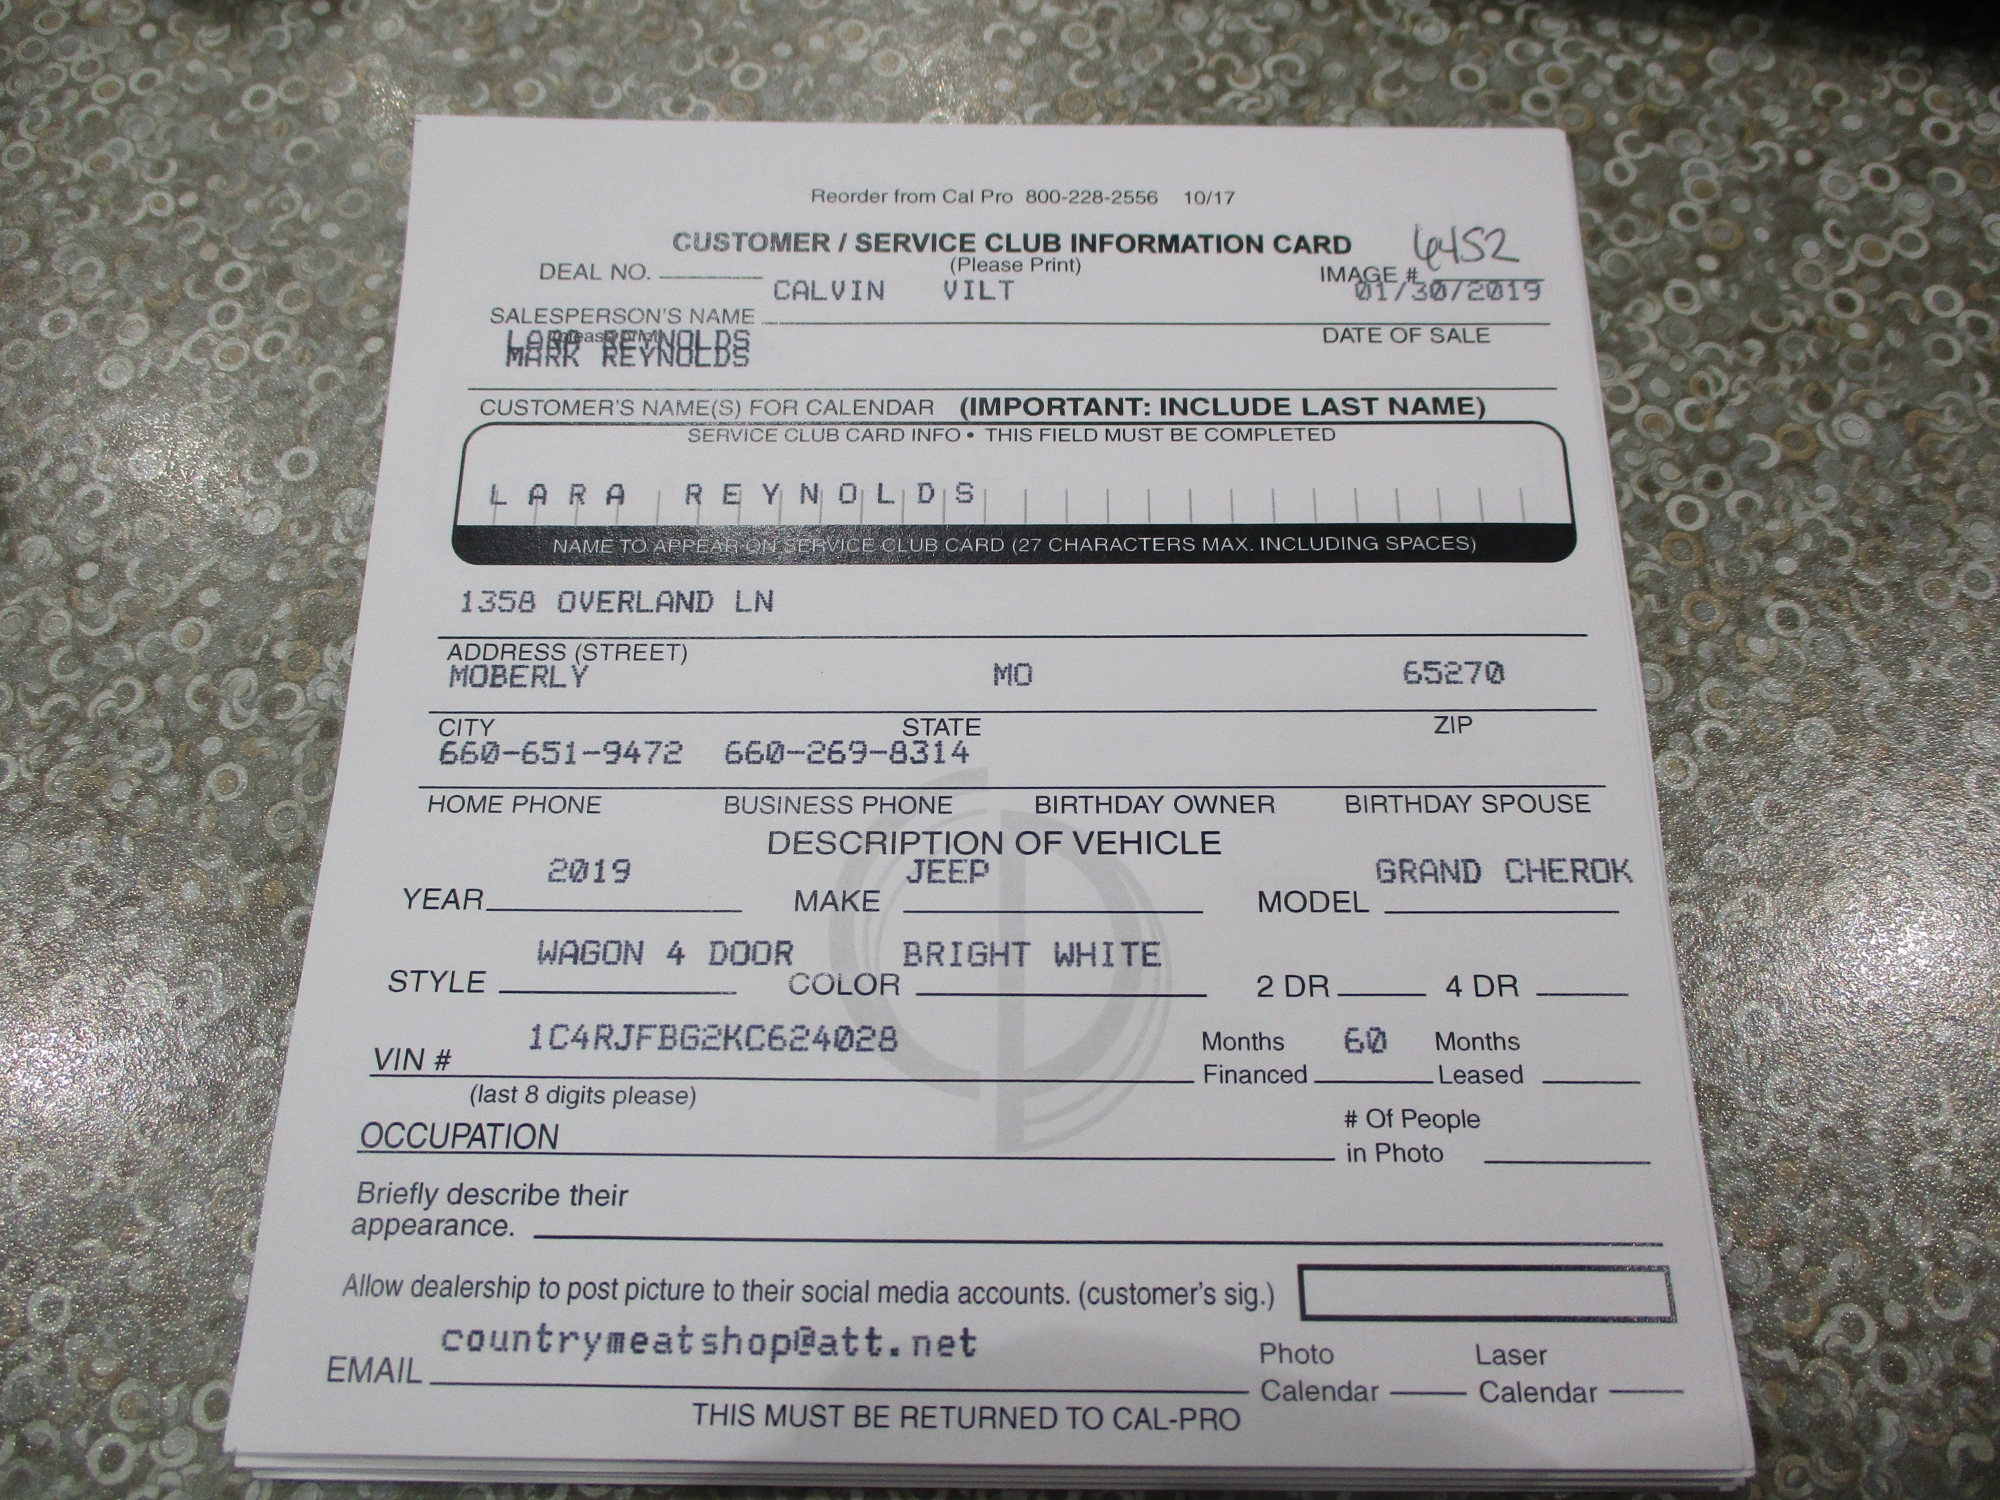 Reorder from Cal Pro 800-228-2556 10/17
CUSTOMER / SERVICE CLUB INFORMATION CARD 6452
(Please Print)
DEAL NO. IMAGE #
CALVIN VILT 01/30/2019
SALESPERSON'S NAME DATE OF SALE
LARA REYNOLDS
MARK REYNOLDS
CUSTOMER'S NAME(S) FOR CALENDAR (IMPORTANT: INCLUDE LAST NAME)
SERVICE CLUB CARD INFO • THIS FIELD MUST BE COMPLETED
LARA REYNOLDS
NAME TO APPEAR ON SERVICE CLUB CARD (27 CHARACTERS MAX. INCLUDING SPACES)
1358 OVERLAND LN
ADDRESS (STREET)
MOBERLY MO 65270
CITY STATE ZIP
660-651-9472 660-269-8314
HOME PHONE BUSINESS PHONE BIRTHDAY OWNER BIRTHDAY SPOUSE
DESCRIPTION OF VEHICLE
2019 JEEP GRAND CHEROK
YEAR MAKE MODEL
WAGON 4 DOOR BRIGHT WHITE
STYLE COLOR 2 DR 4 DR
1C4RJFBG2KC624028 Months 60 Months
VIN # Financed Leased
(last 8 digits please)
OCCUPATION # Of People
in Photo
Briefly describe their
appearance.
Allow dealership to post picture to their social media accounts. (customer's sig.)
countrymeatshop@att.net
EMAIL Photo Laser
Calendar Calendar
THIS MUST BE RETURNED TO CAL-PRO